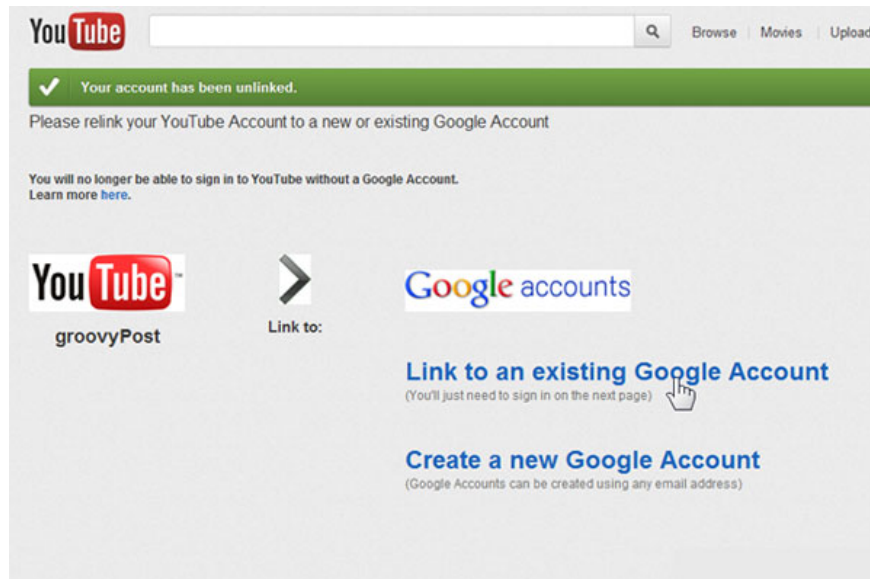 YouTube
Browse Movies Upload
Your account has been unlinked.
Please relink your YouTube Account to a new or existing Google Account
You will no longer be able to sign in to YouTube without a Google Account.
Learn more here.
YouTube
groovyPost
Link to:
Google accounts
Link to an existing Google Account
(You'll just need to sign in on the next page)
Create a new Google Account
(Google Accounts can be created using any email address)